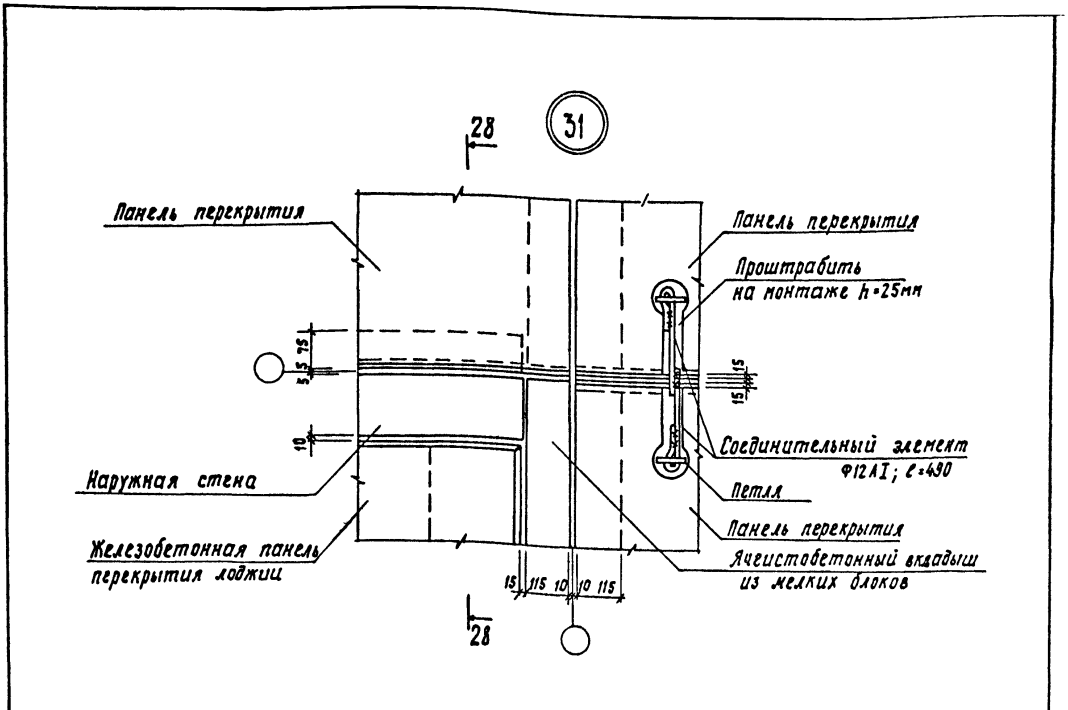 31
28
Панель перекрытия
Панель перекрытия
Проштрабить
на монтаже h=25мм
75
5
5
15
15
10
Соединительный элемент
Ф12АI; ℓ=490
Наружная стена
Петля
Панель перекрытия
Железобетонная панель
перекрытия лоджии
Ячеистобетонный вкладыш
из мелких блоков
15 115 10 10 115
28